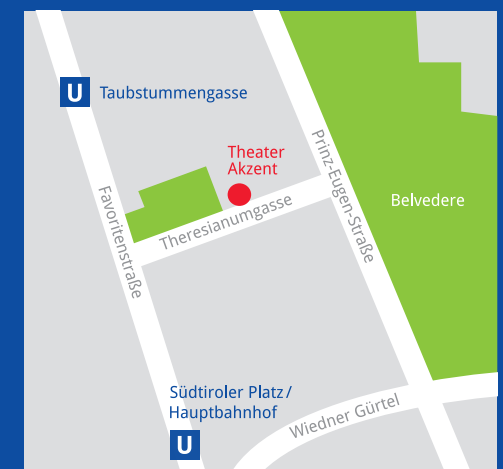 U Taubstummengasse
Theater
Akzent
Prinz-Eugen-Straße
Belvedere
Favoritenstraße
Theresianumgasse
Südtiroler Platz /
Hauptbahnhof
U
Wiedner Gürtel